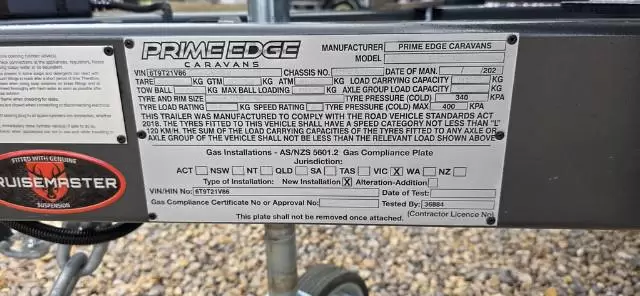 PRIME EDGE
CARAVANS
MANUFACTURER PRIME EDGE CARAVANS
MODEL
VIN 6T9T21V86 CHASSIS NO. 202 DATE OF MAN. /202
TARE KG GTM KG ATM KG LOAD CARRYING CAPACITY KG
TOW BALL KG MAX BALL LOADING KG AXLE GROUP LOAD CAPACITY KG
TYRE AND RIM SIZE TYRE PRESSURE (COLD) 340 KPA
TYRE LOAD RATING KG SPEED RATING TYRE PRESSURE (COLD) MAX 400 KPA
THIS TRAILER WAS MANUFACTURED TO COMPLY WITH THE ROAD VEHICLE STANDARDS ACT
2018. THE TYRES FITTED TO THIS VEHICLE SHALL HAVE A SPEED CATEGORY NOT LESS THAN "L"
120 KM/H. THE SUM OF THE LOAD CARRYING CAPACITIES OF THE TYRES FITTED TO ANY AXLE OR
AXLE GROUP OF THE VEHICLE SHALL NOT BE LESS THAN THE RELEVANT LOAD SHOWN ABOVE
Gas Installations - AS/NZS 5601.2 Gas Compliance Plate
Jurisdiction:
ACT NSW NT QLD SA TAS VIC X WA NZ
Type of Installation: New Installation X Alteration-Addition
VIN/HIN No: 6T9T21V86 Date of Test:
Gas Compliance Certificate No or Approval No: Tested by: 36884
This plate shall not be removed once attached. (Contractor Licence No)
FITTED WITH GENUINE
RUISEMASTER
SUSPENSION